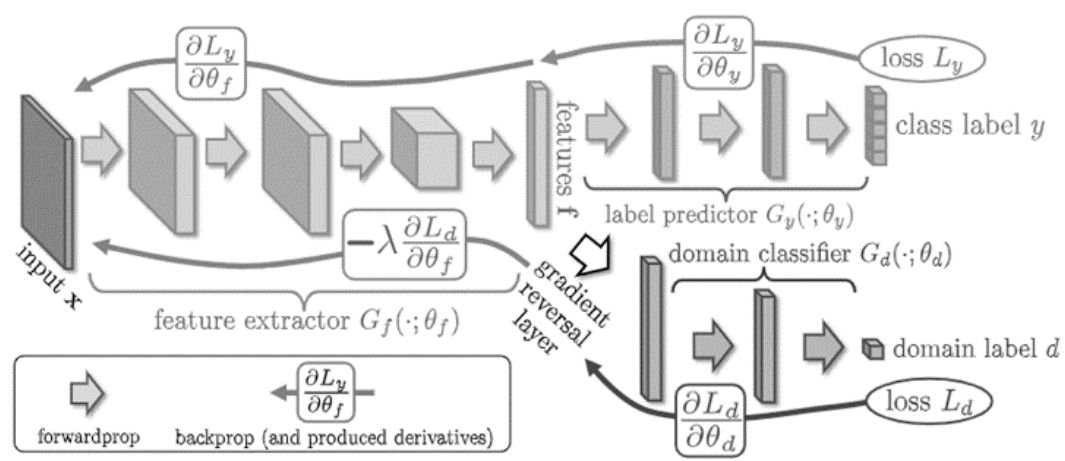 ∂L_y/∂θ_f
∂L_y/∂θ_y
loss L_y
features f
class label y
label predictor G_y(·;θ_y)
input x
−λ ∂L_d/∂θ_f
feature extractor G_f(·;θ_f)
gradient
reversal
layer
domain classifier G_d(·;θ_d)
domain label d
∂L_d/∂θ_d
loss L_d
forwardprop
∂L_y/∂θ_f
backprop (and produced derivatives)